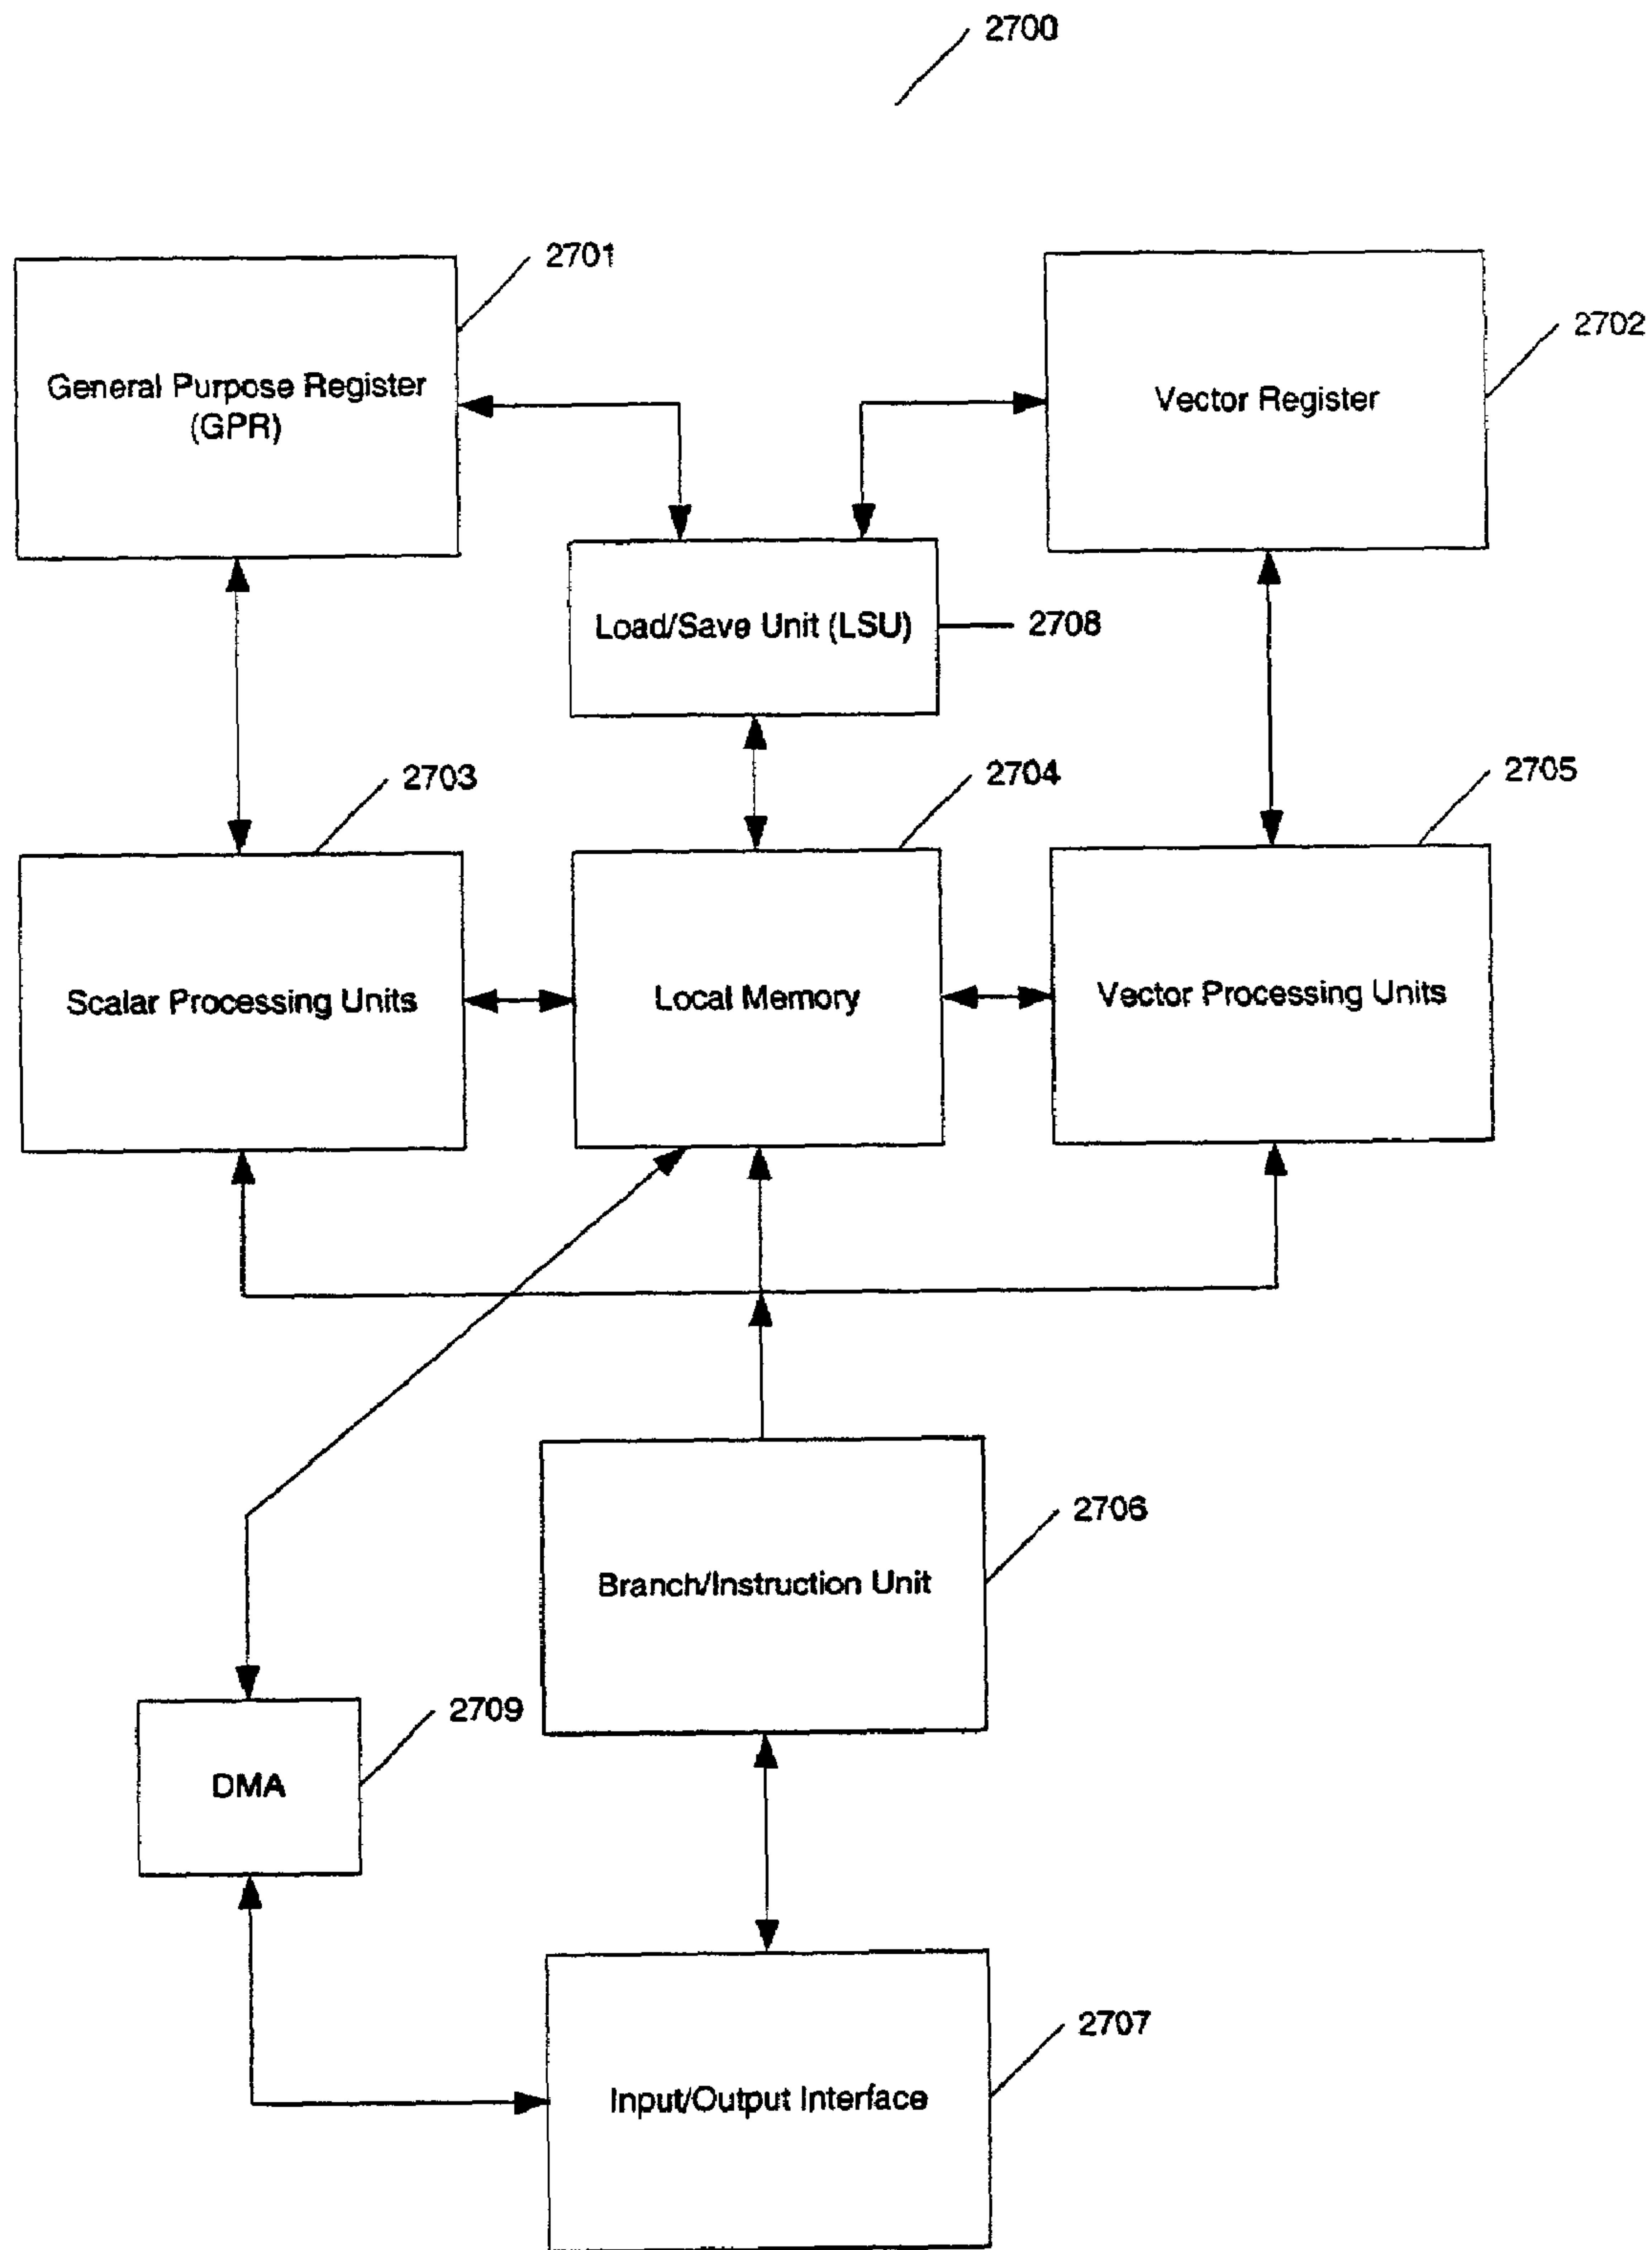 2700
2701
2702
General Purpose Register
(GPR)
Vector Register
Load/Save Unit (LSU)
2708
2703
2704
2705
Scalar Processing Units
Local Memory
Vector Processing Units
2706
Branch/Instruction Unit
2709
DMA
2707
Input/Output Interface